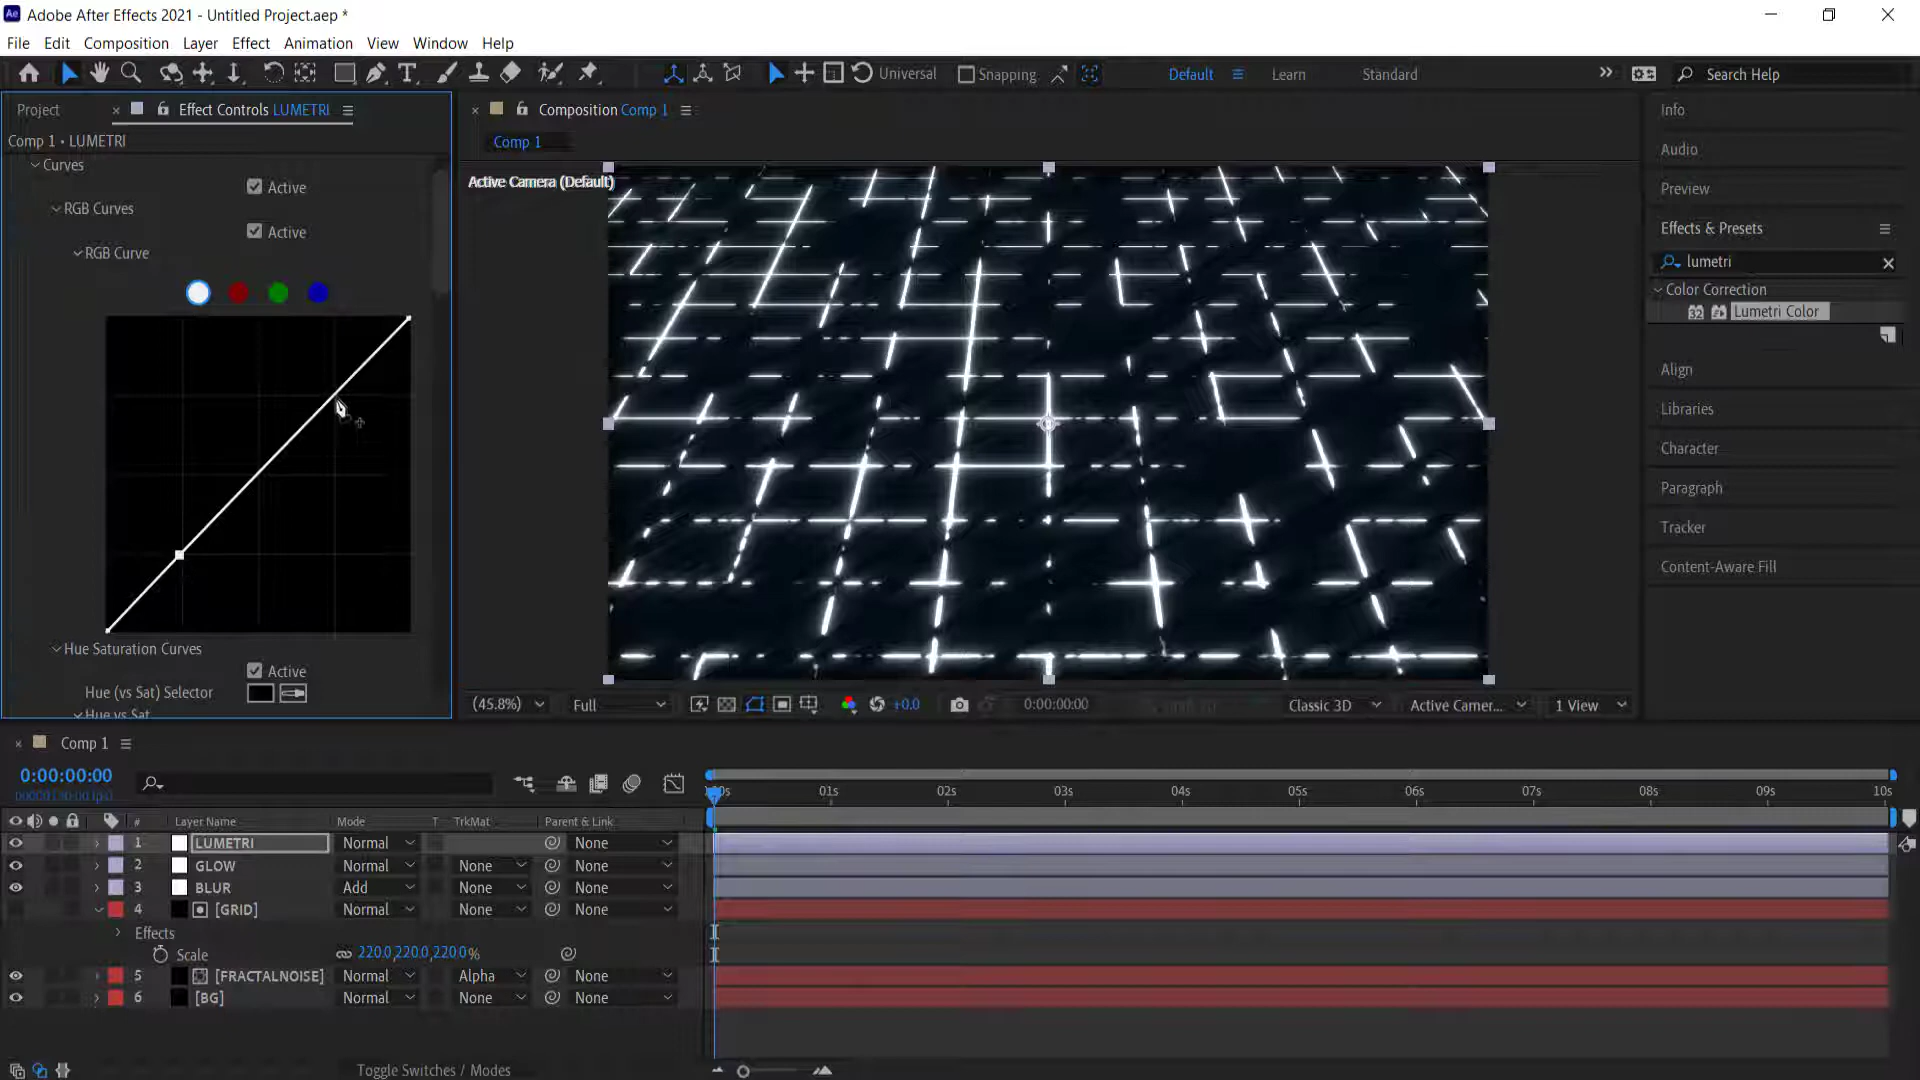 Adobe After Effects 2021 - Untitled Project.aep *
File Edit Composition Layer Effect Animation View Window Help
Universal Snapping Default Learn Standard Search Help
Project Effect Controls LUMETRI
Comp 1 • LUMETRI
Curves
Active
RGB Curves
Active
RGB Curve
Hue Saturation Curves
Active
Hue (vs Sat) Selector
Hue vs Sat
Composition Comp 1
Comp 1
Active Camera (Default)
(45.8%) Full +0.0 0:00:00:00 Classic 3D Active Camer... 1 View
Info
Audio
Preview
Effects & Presets
lumetri
Color Correction
32 Lumetri Color
Align
Libraries
Character
Paragraph
Tracker
Content-Aware Fill
Comp 1
0:00:00:00
01s 02s 03s 04s 05s 06s 07s 08s 09s 10s
# Layer Name Mode T TrkMat Parent & Link
1 LUMETRI Normal None
2 GLOW Normal None None
3 BLUR Add None None
4 [GRID] Normal None None
Effects
Scale 220.0,220.0,220.0%
5 [FRACTALNOISE] Normal Alpha None
6 [BG] Normal None None
Toggle Switches / Modes